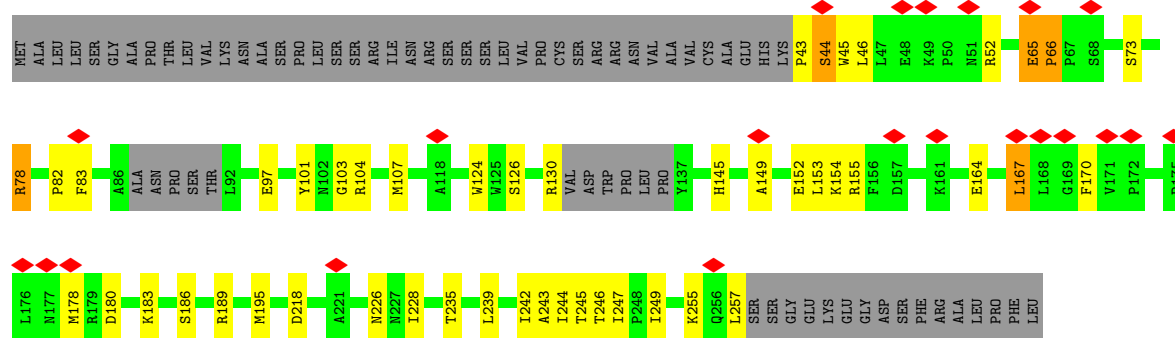 MET ALA LEU LEU SER GLY ALA PRO THR LEU VAL LYS ASN ALA SER PRO LEU SER SER ARG ILE ASN ARG SER SER SER LEU VAL PRO CYS SER ARG ARG ASN VAL ALA VAL CYS ALA GLU HIS LYS P43 S44 W45 L46 L47 E48 K49 P50 N51 R52 E65 P66 P67 S68 S73
R78 P82 F83 A86 ALA ASN PRO SER THR L92 E97 Y101 N102 G103 R104 M107 A118 W124 W125 S126 R130 VAL ASP TRP PRO LEU PRO Y137 H145 A149 E152 L153 K154 R155 F156 D157 K161 E164 L167 L168 G169 F170 V171 P172
L176 N177 M178 R179 D180 K183 S186 R189 M195 D218 A221 N226 N227 I228 T235 L239 I242 A243 I244 T245 T246 I247 P248 I249 K255 Q256 L257 SER SER GLY GLU LYS GLU GLY ASP SER PHE ARG ALA LEU PRO PHE LEU